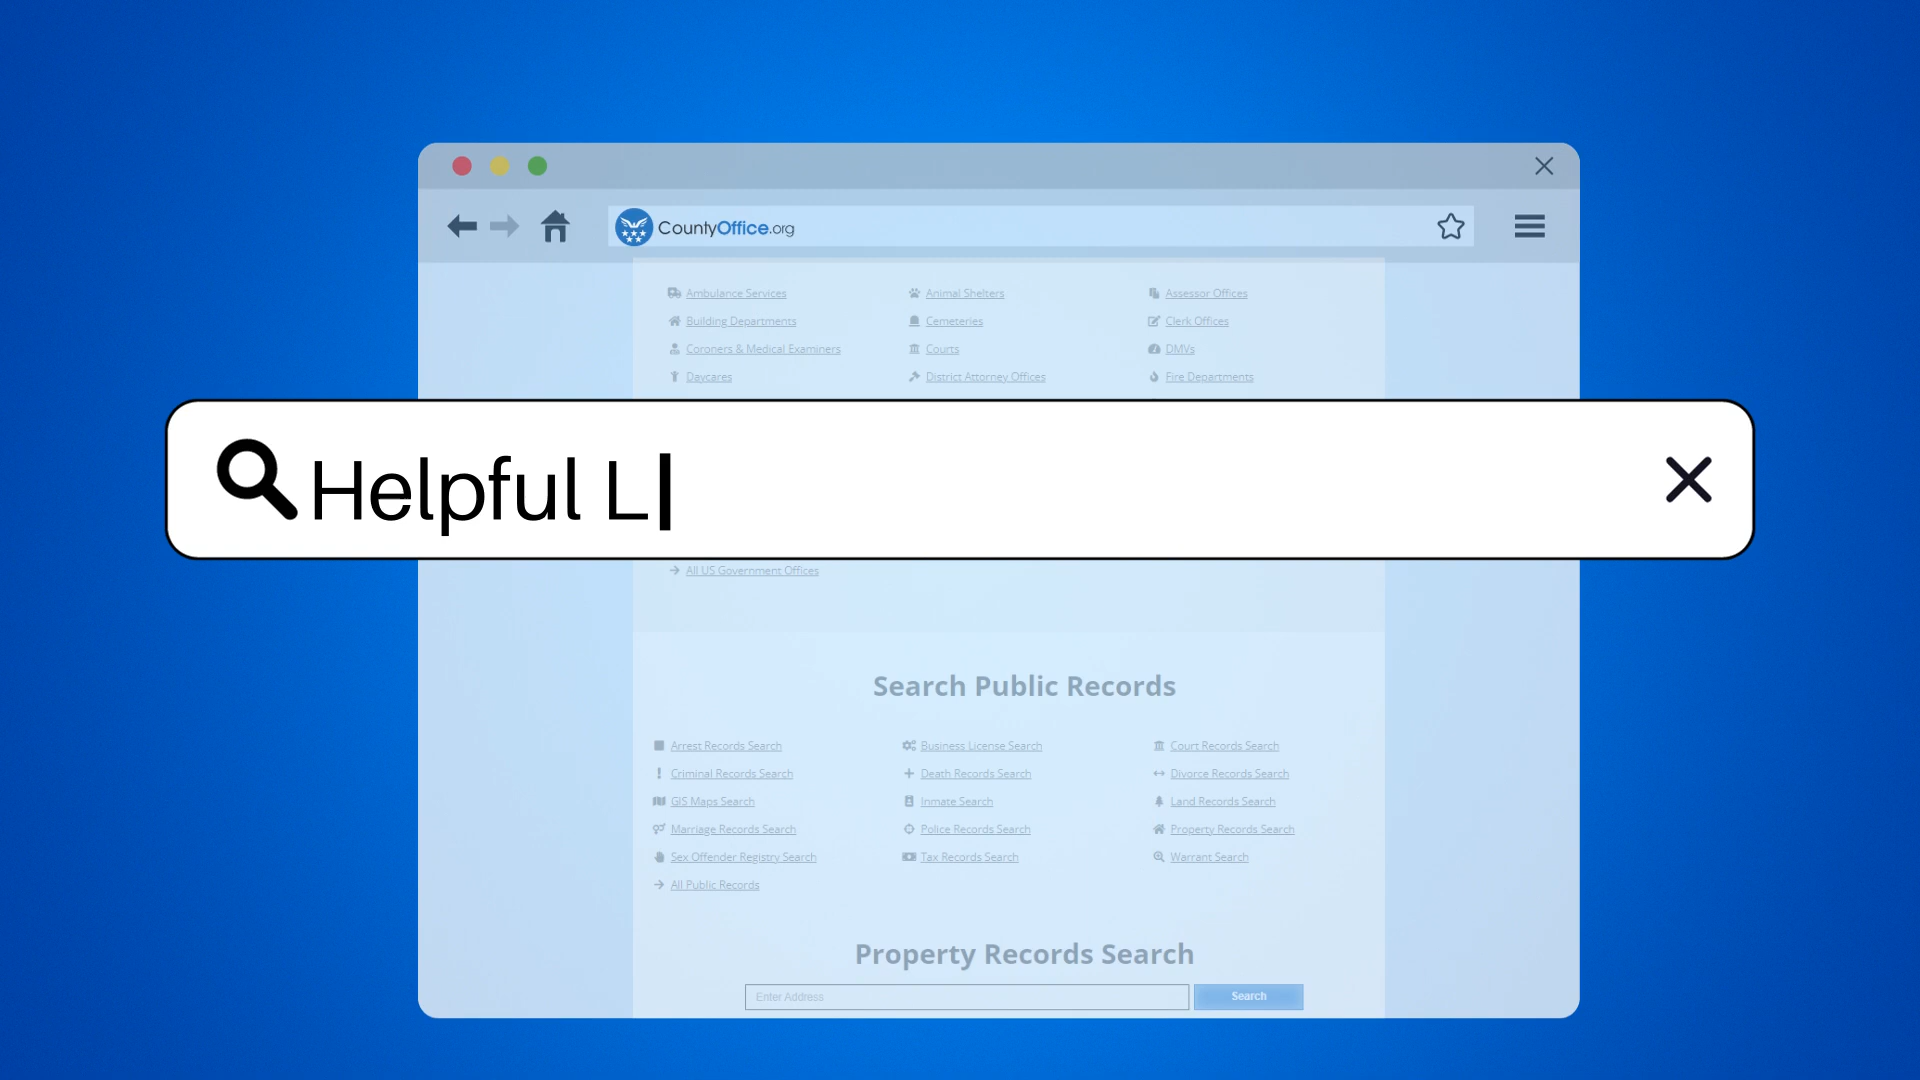 CountyOffice.org
Ambulance Services Animal Shelters Assessor Offices
Building Departments Cemeteries Clerk Offices
Coroners & Medical Examiners Courts DMVs
Daycares District Attorney Offices Fire Departments
Helpful L
All US Government Offices
Search Public Records
Arrest Records Search Business License Search Court Records Search
Criminal Records Search Death Records Search Divorce Records Search
GIS Maps Search Inmate Search Land Records Search
Marriage Records Search Police Records Search Property Records Search
Sex Offender Registry Search Tax Records Search Warrant Search
All Public Records
Property Records Search
Enter Address Search